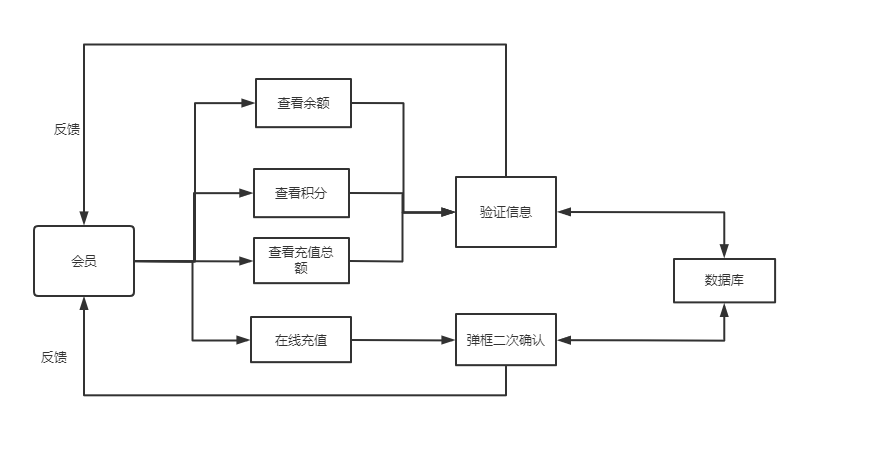 查看余额
反馈
查看积分
验证信息
查看充值总
额
会员
数据库
在线充值
弹框二次确认
反馈